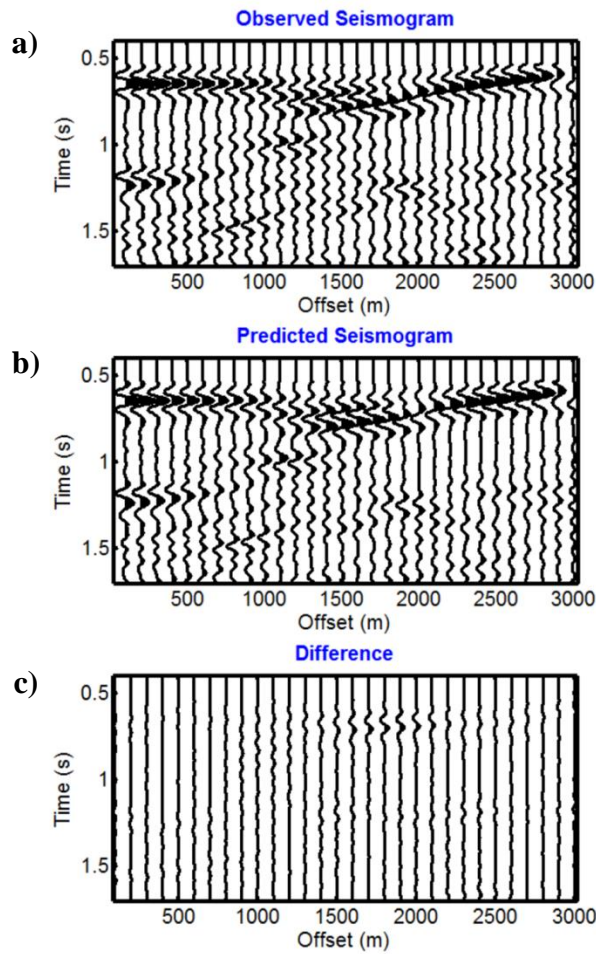 a)
Observed Seismogram
0.5
1
1.5
Time (s)
500 1000 1500 2000 2500 3000
Offset (m)
b)
Predicted Seismogram
0.5
1
1.5
Time (s)
500 1000 1500 2000 2500 3000
Offset (m)
c)
Difference
0.5
1
1.5
Time (s)
500 1000 1500 2000 2500 3000
Offset (m)